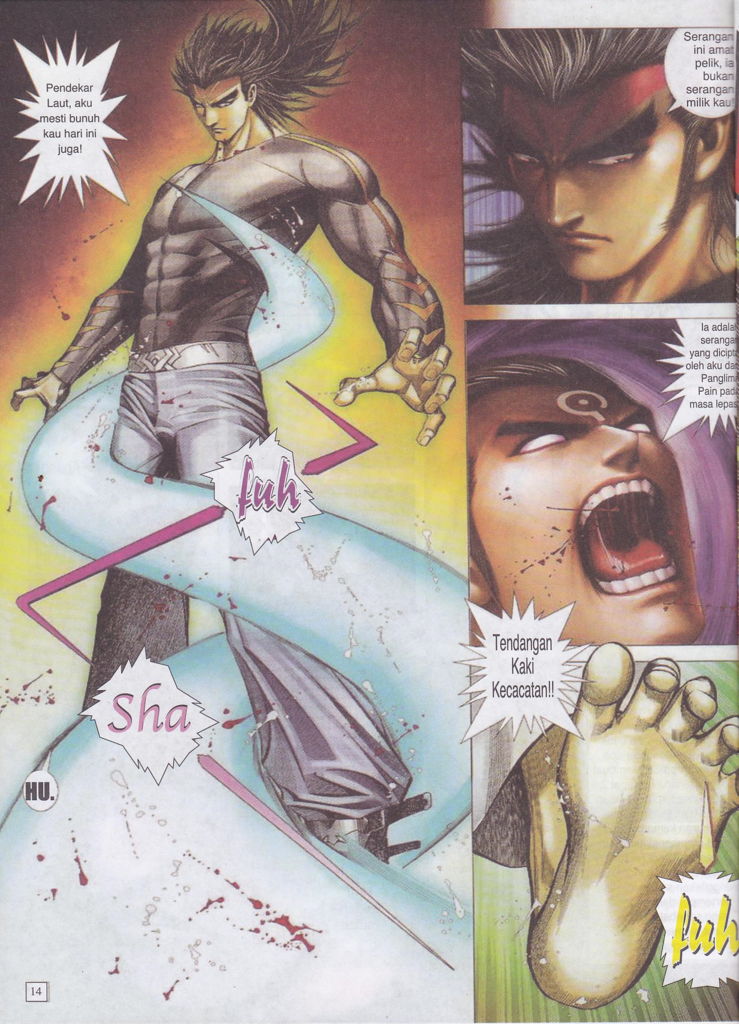 Pendekar
Laut, aku
mesti bunuh
kau hari ini
juga!
Serangan
ini amat
pelik, ia
bukan
serangan
milik kau!
Ia adalah
serangan
yang dicipta
oleh aku dan
Panglima
Pain pada
masa lepas
fuh
Tendangan
Kaki
Kecacatan!!
Sha
HU.
fuh
14